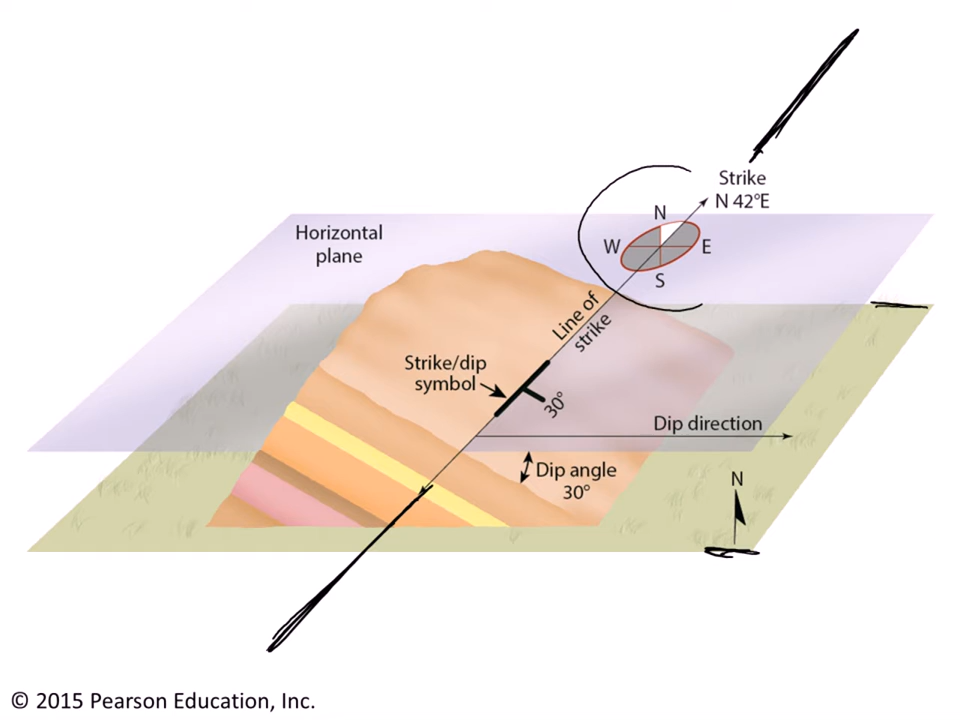 Strike
N 42°E
N
W
E
S
Horizontal
plane
Line of
strike
Strike/dip
symbol
30°
Dip direction
Dip angle
30°
N
© 2015 Pearson Education, Inc.